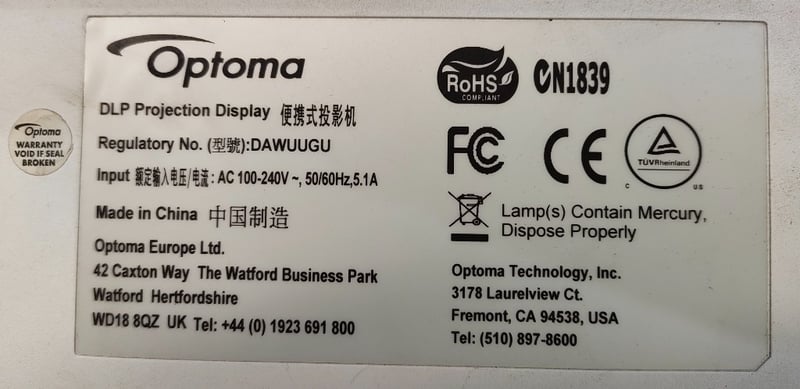 Optoma
DLP Projection Display 便携式投影机
Regulatory No. (型號):DAWUUGU
Input 额定输入电压/电流: AC 100-240V ~, 50/60Hz,5.1A
Made in China 中国制造
Optoma Europe Ltd.
42 Caxton Way The Watford Business Park
Watford Hertfordshire
WD18 8QZ UK Tel: +44 (0) 1923 691 800
RoHS
COMPLIANT
N1839
FC
CE
TÜVRheinland
C US
Lamp(s) Contain Mercury,
Dispose Properly
Optoma Technology, Inc.
3178 Laurelview Ct.
Fremont, CA 94538, USA
Tel: (510) 897-8600
Optoma
WARRANTY
VOID IF SEAL
BROKEN